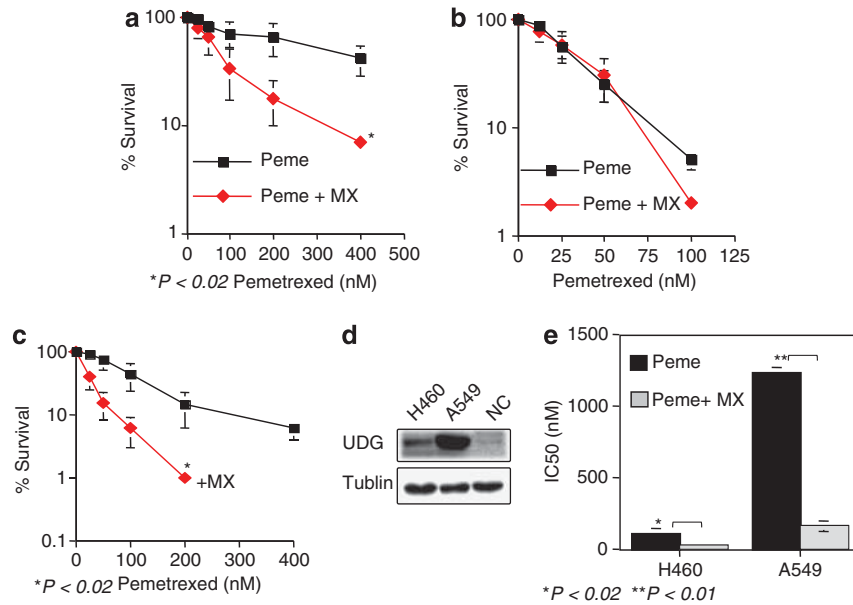 a
% Survival
100
10
1
Peme
Peme + MX
*
0 100 200 300 400 500
*P < 0.02 Pemetrexed (nM)
b
% Survival
100
10
1
Peme
Peme + MX
0 25 50 75 100 125
Pemetrexed (nM)
c
% Survival
100
10
1
0.1
*
+MX
0 100 200 300 400
*P < 0.02 Pemetrexed (nM)
d
H460 A549 NC
UDG
Tublin
e
IC50 (nM)
1500
1000
500
0
Peme
Peme+ MX
*
**
H460 A549
*P < 0.02 **P < 0.01